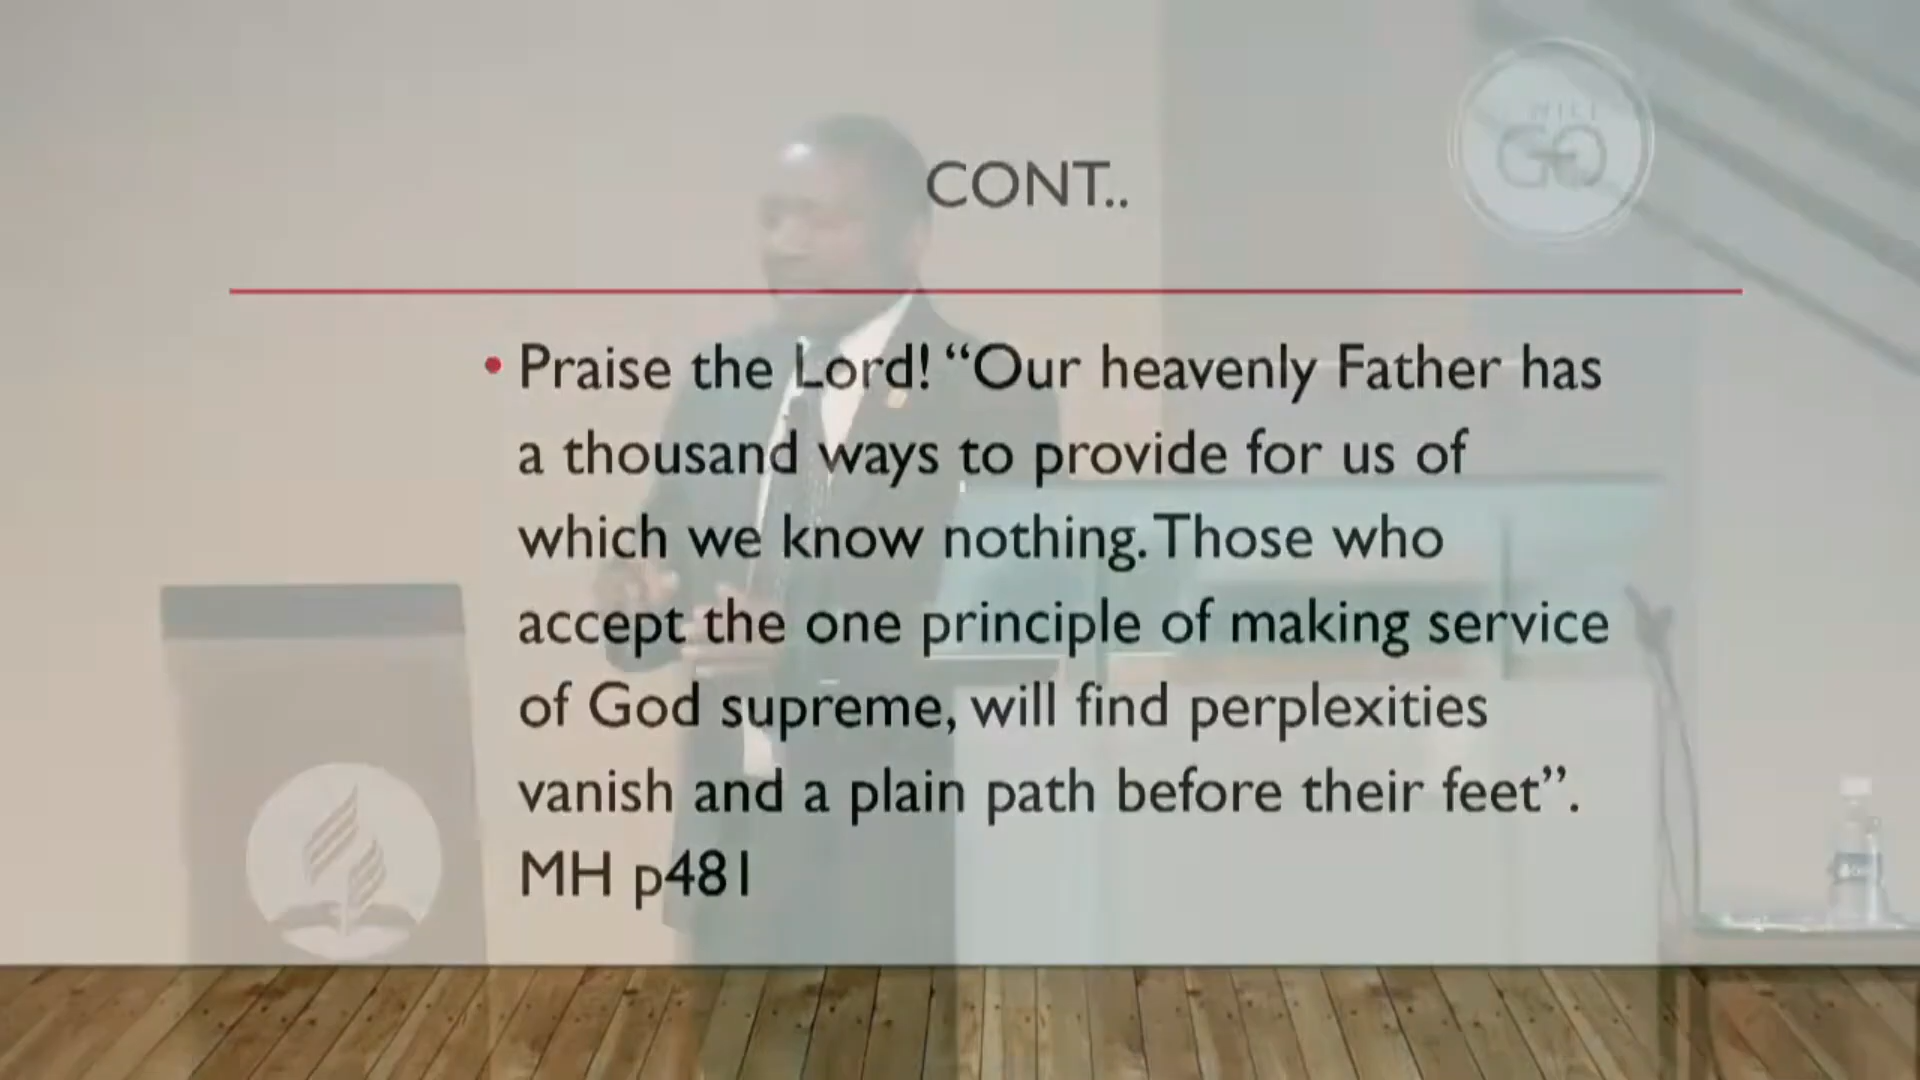 WILL
GO
CONT..
• Praise the Lord! “Our heavenly Father has
a thousand ways to provide for us of
which we know nothing. Those who
accept the one principle of making service
of God supreme, will find perplexities
vanish and a plain path before their feet”.
MH p481